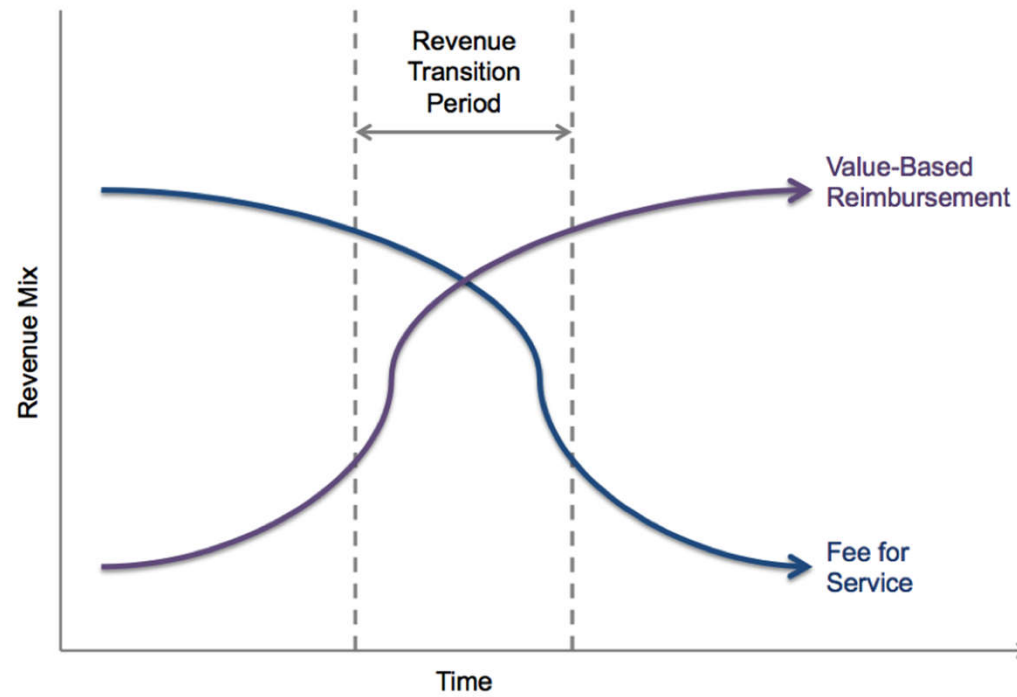 Revenue
Transition
Period
Value-Based
Reimbursement
Revenue Mix
Fee for
Service
Time